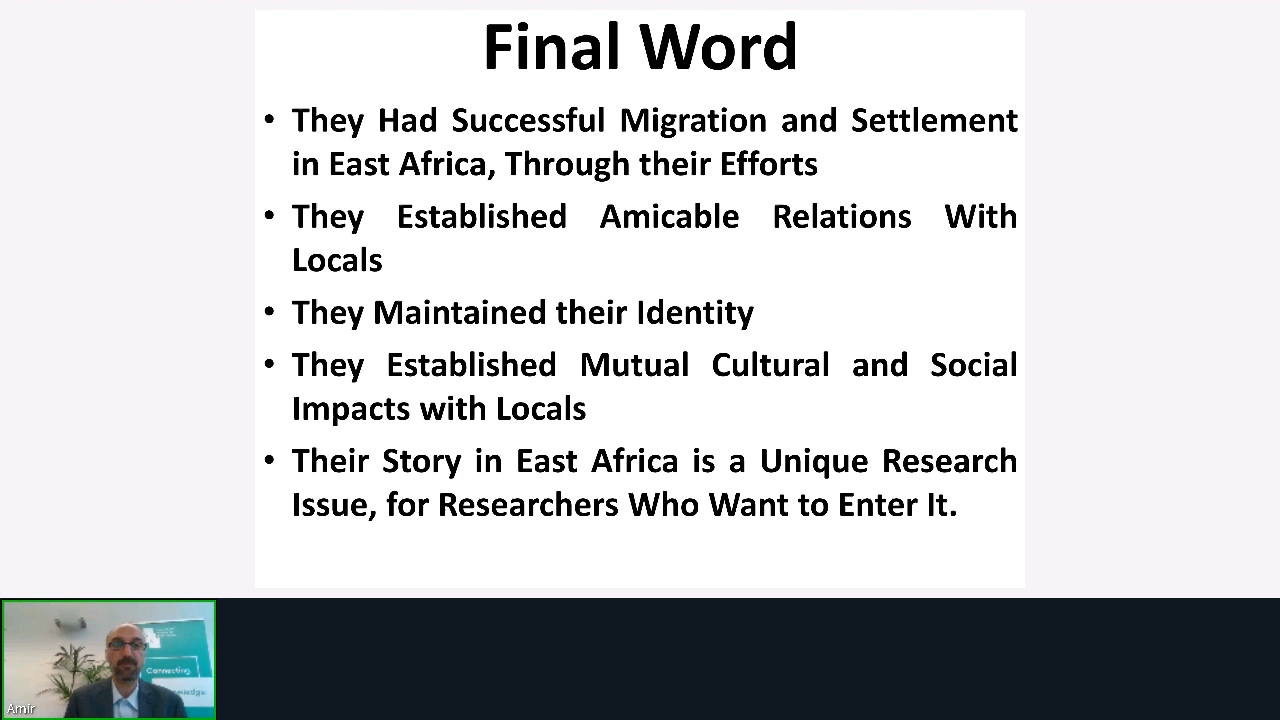 Final Word
• They Had Successful Migration and Settlement
in East Africa, Through their Efforts
• They Established Amicable Relations With
Locals
• They Maintained their Identity
• They Established Mutual Cultural and Social
Impacts with Locals
• Their Story in East Africa is a Unique Research
Issue, for Researchers Who Want to Enter It.
Connecting
Amir